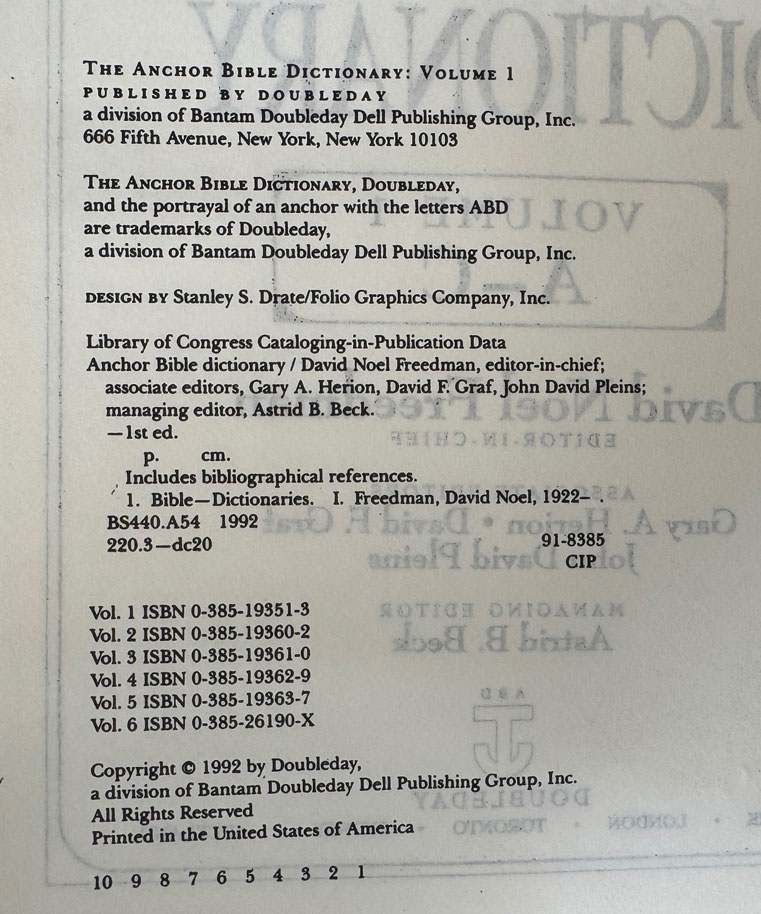 THE ANCHOR BIBLE DICTIONARY: VOLUME 1
PUBLISHED BY DOUBLEDAY
a division of Bantam Doubleday Dell Publishing Group, Inc.
666 Fifth Avenue, New York, New York 10103
THE ANCHOR BIBLE DICTIONARY, DOUBLEDAY,
and the portrayal of an anchor with the letters ABD
are trademarks of Doubleday,
a division of Bantam Doubleday Dell Publishing Group, Inc.
DESIGN BY Stanley S. Drate/Folio Graphics Company, Inc.
Library of Congress Cataloging-in-Publication Data
Anchor Bible dictionary / David Noel Freedman, editor-in-chief;
associate editors, Gary A. Herion, David F. Graf, John David Pleins;
managing editor, Astrid B. Beck.
—1st ed.
p. cm.
Includes bibliographical references.
1. Bible—Dictionaries. I. Freedman, David Noel, 1922– .
BS440.A54 1992
220.3—dc20 91-8385
CIP
Vol. 1 ISBN 0-385-19351-3
Vol. 2 ISBN 0-385-19360-2
Vol. 3 ISBN 0-385-19361-0
Vol. 4 ISBN 0-385-19362-9
Vol. 5 ISBN 0-385-19363-7
Vol. 6 ISBN 0-385-26190-X
Copyright © 1992 by Doubleday,
a division of Bantam Doubleday Dell Publishing Group, Inc.
All Rights Reserved
Printed in the United States of America
10 9 8 7 6 5 4 3 2 1